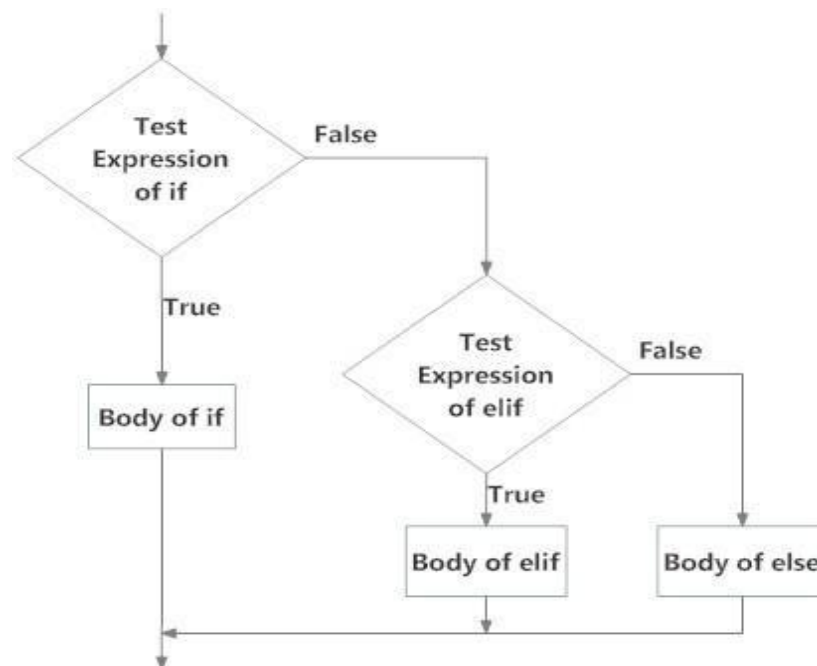 Test
Expression
of if
False
True
Body of if
Test
Expression
of elif
False
True
Body of elif
Body of else